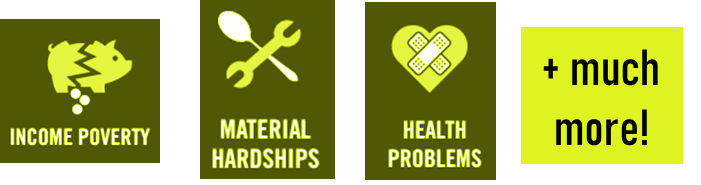 INCOME POVERTY
MATERIAL
HARDSHIPS
HEALTH
PROBLEMS
+ much
more!